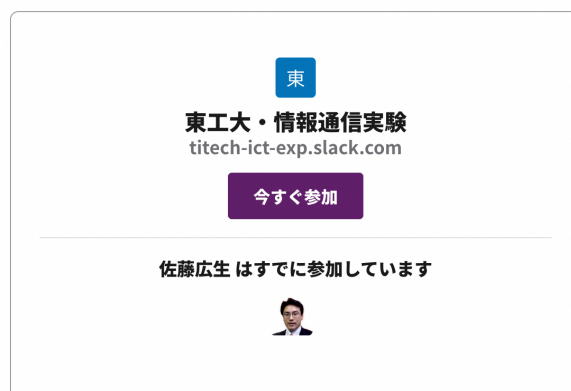 東
東工大・情報通信実験
titech-ict-exp.slack.com
今すぐ参加
佐藤広生 はすでに参加しています